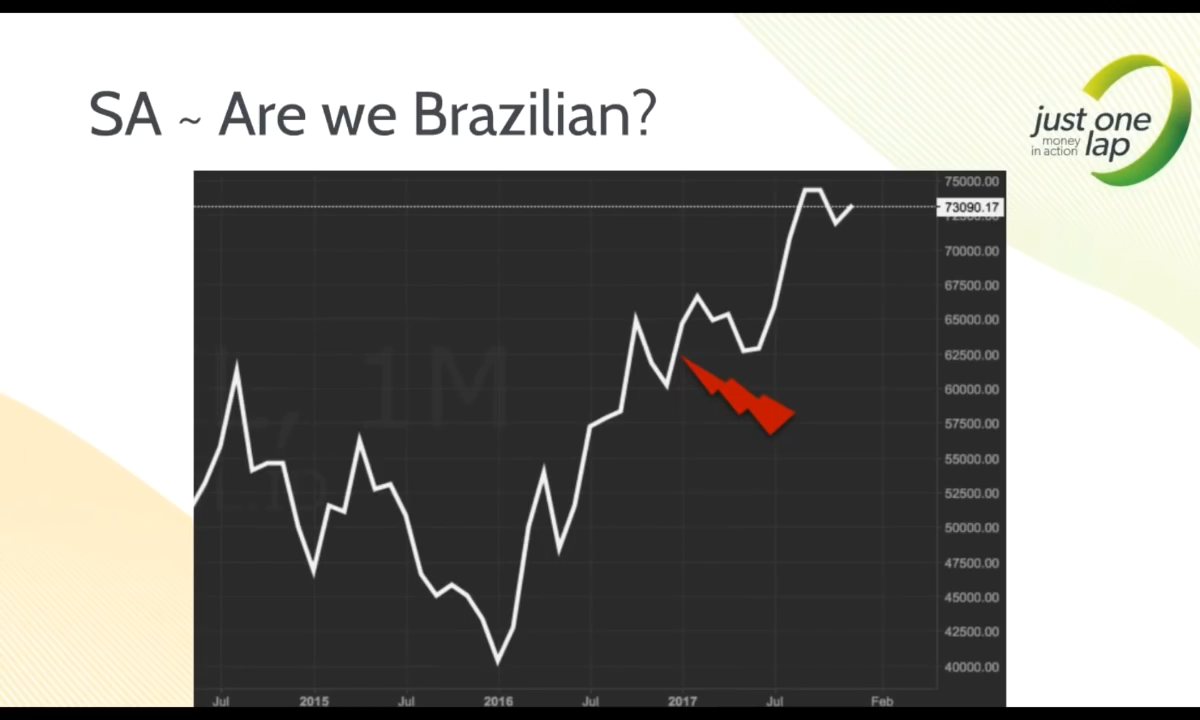 SA ~ Are we Brazilian?
just one
money
in action
lap
75000.00
73090.17
70000.00
67500.00
65000.00
62500.00
60000.00
57500.00
55000.00
52500.00
50000.00
47500.00
45000.00
42500.00
40000.00
1M
Jul 2015 Jul 2016 Jul 2017 Jul Feb